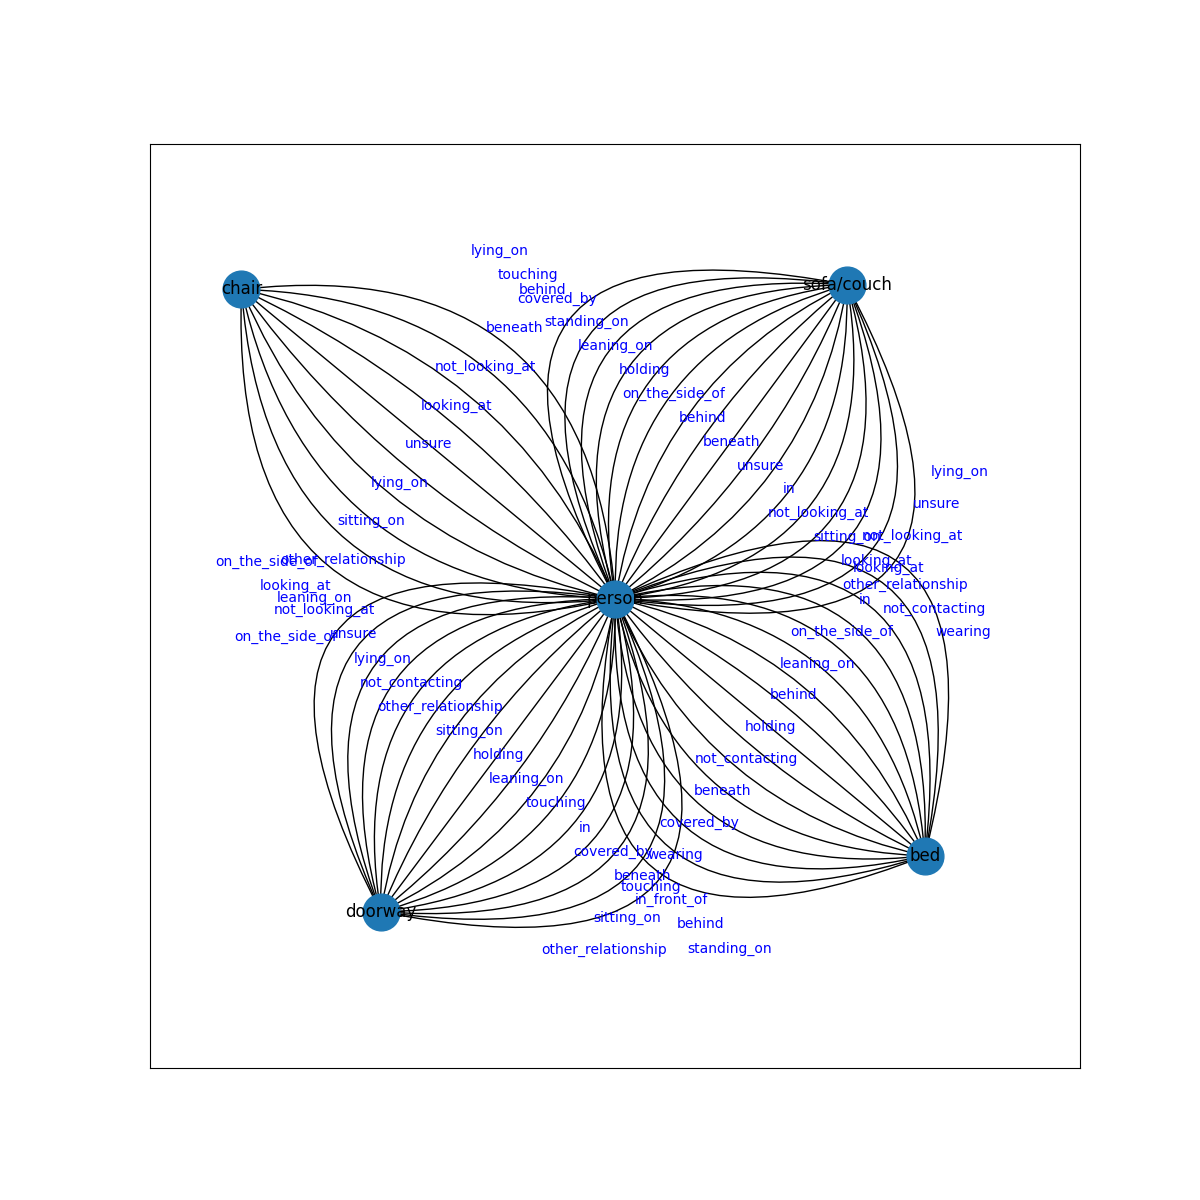 lying_on
touching
chair
sofa/couch
behind
covered_by
standing_on
beneath
leaning_on
not_looking_at
holding
on_the_side_of
looking_at
behind
unsure
beneath
unsure
lying_on
lying_on
in
unsure
not_looking_at
sitting_on
sitting_on
not_looking_at
on_the_side_of
other_relationship
looking_at
looking_at
looking_at
other_relationship
leaning_on
person
in
not_looking_at
not_contacting
on_the_side_of
unsure
on_the_side_of
wearing
lying_on
leaning_on
not_contacting
behind
other_relationship
sitting_on
holding
holding
not_contacting
leaning_on
beneath
touching
in
covered_by
covered_by
wearing
bed
beneath
touching
in_front_of
doorway
sitting_on
behind
other_relationship
standing_on